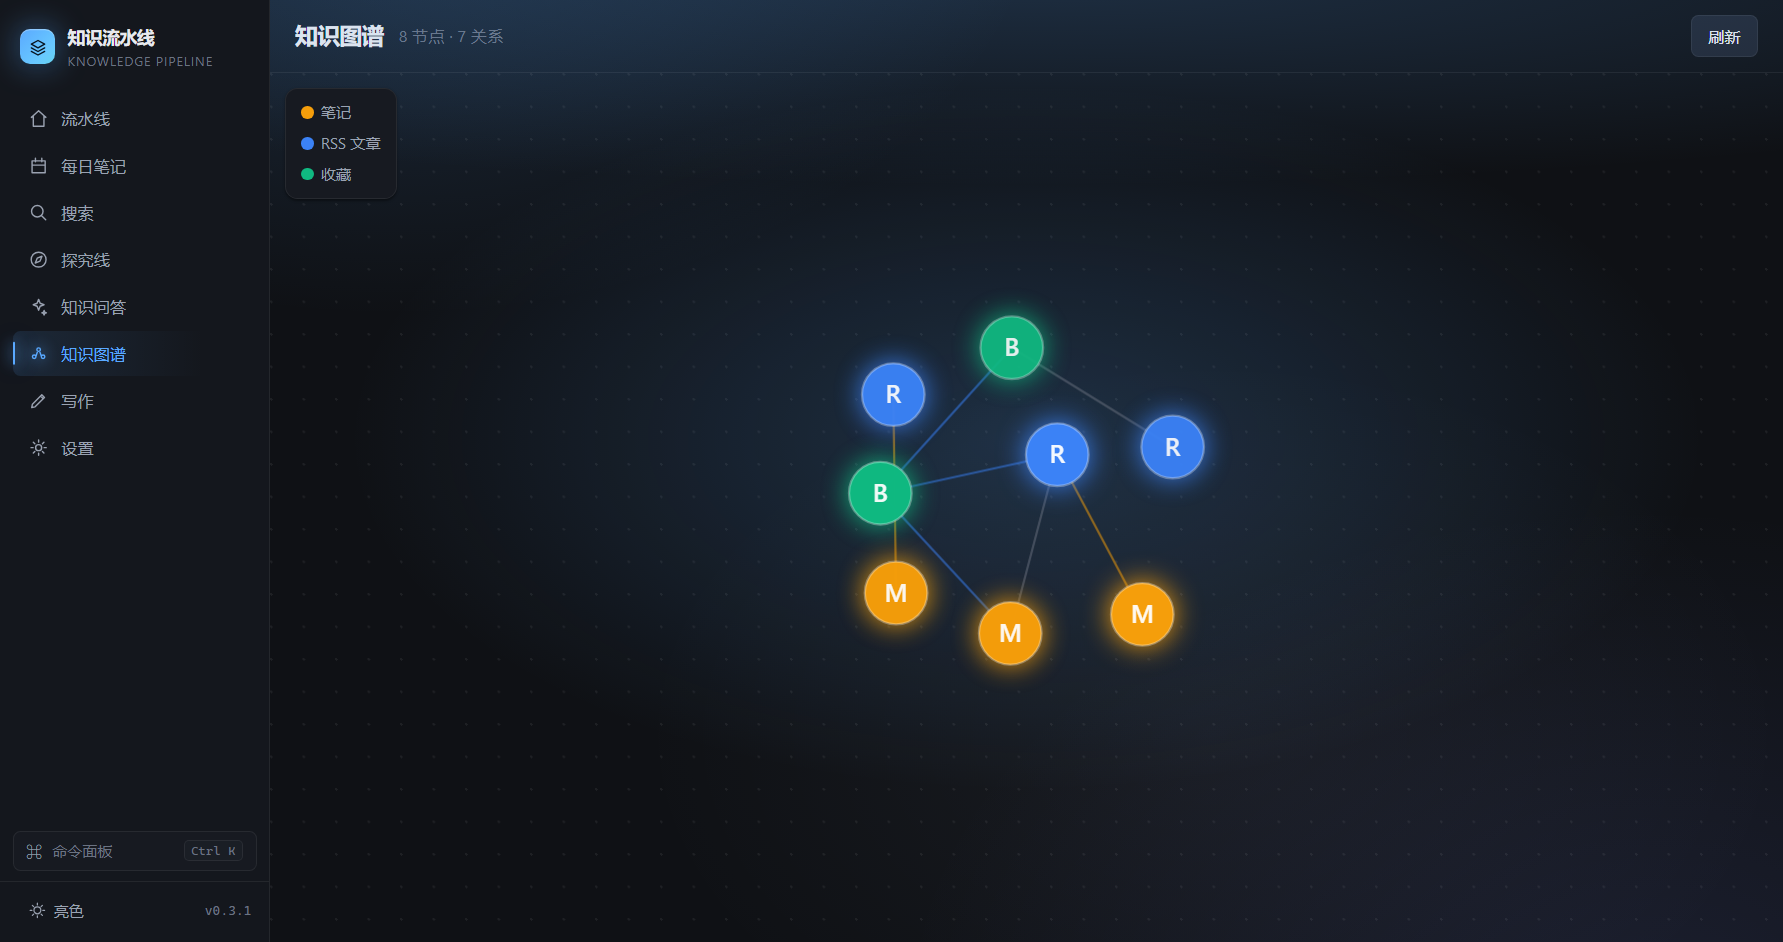 知识流水线
KNOWLEDGE PIPELINE
流水线
每日笔记
搜索
探究线
知识问答
知识图谱
写作
设置
命令面板 Ctrl K
亮色 v0.3.1
知识图谱 8 节点 · 7 关系
刷新
笔记
RSS 文章
收藏
B
R
R
R
B
M
M
M